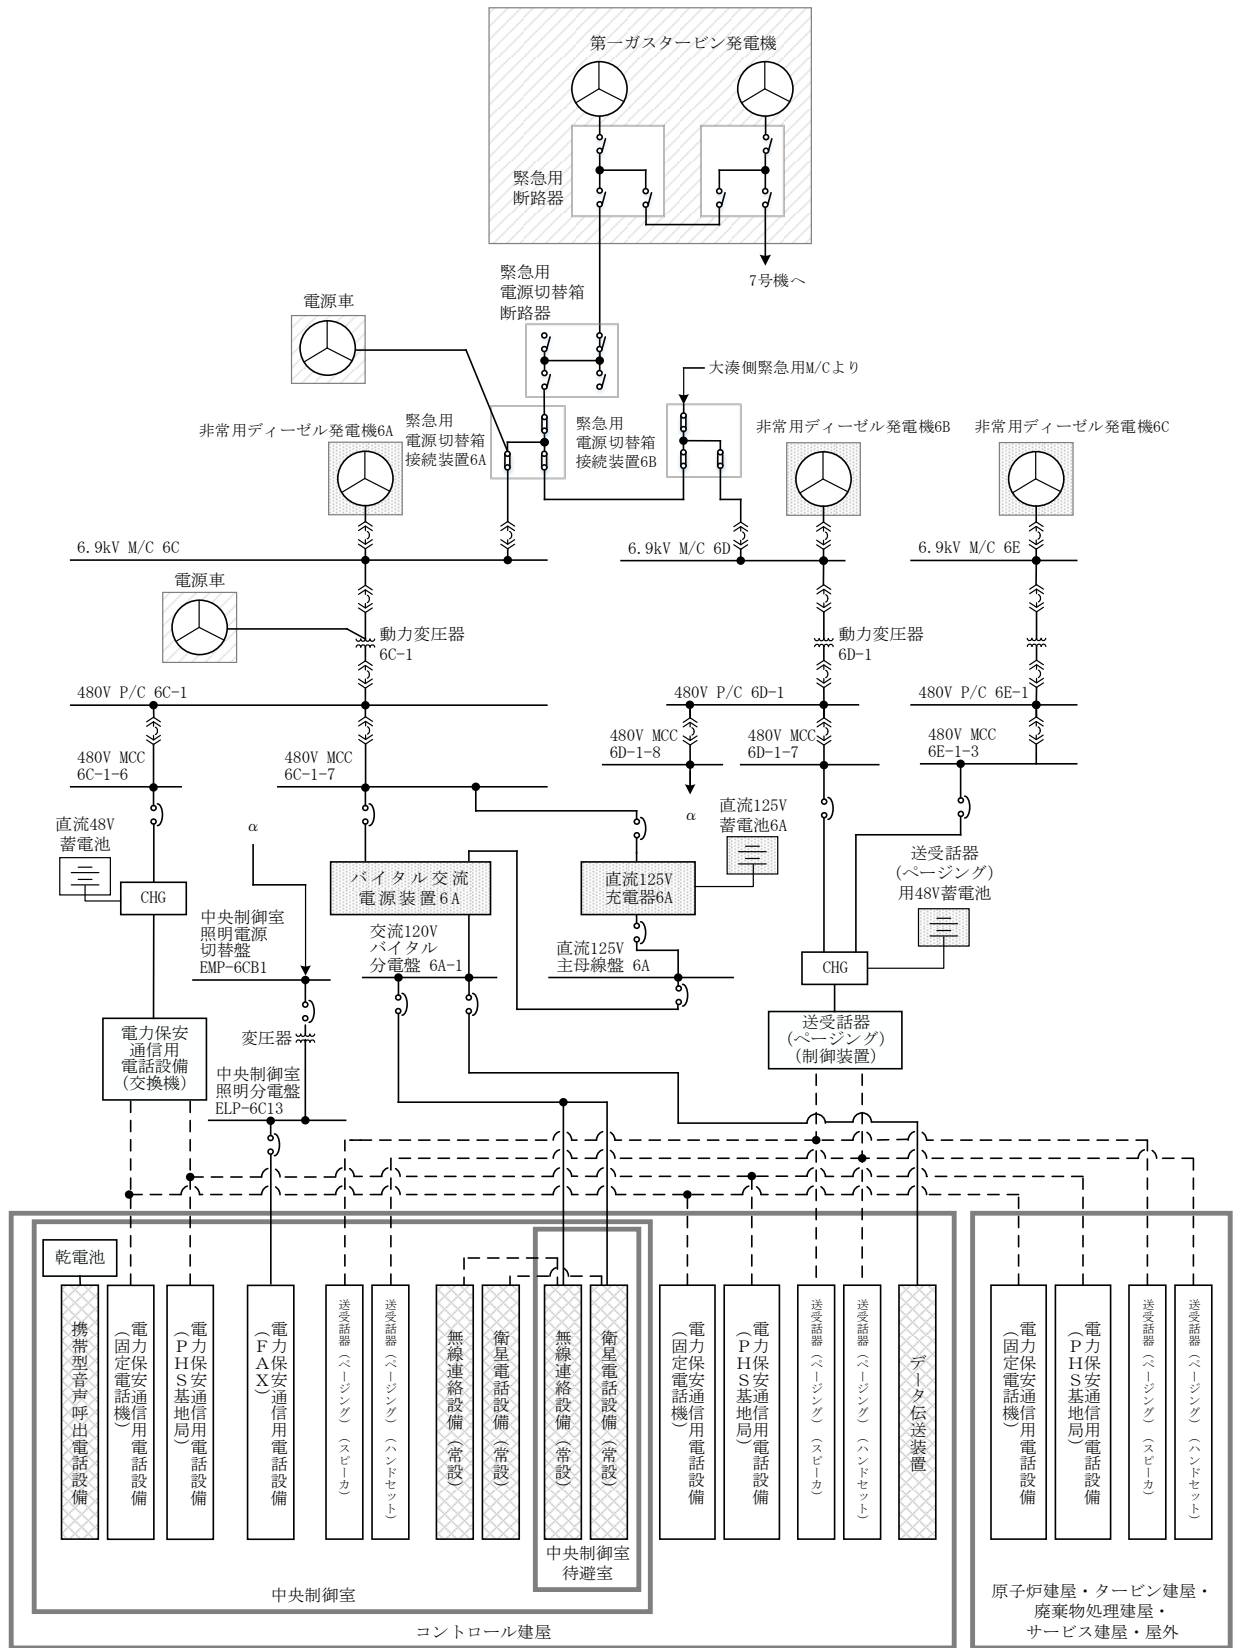 第一ガスタービン発電機
緊急用
断路器
7号機へ
緊急用
電源切替箱
断路器
電源車
大湊側緊急用M/Cより
非常用ディーゼル発電機6A
緊急用
電源切替箱
接続装置6A
緊急用
電源切替箱
接続装置6B
非常用ディーゼル発電機6B
非常用ディーゼル発電機6C
6.9kV M/C 6C
6.9kV M/C 6D
6.9kV M/C 6E
電源車
動力変圧器
6C-1
動力変圧器
6D-1
480V P/C 6C-1
480V P/C 6D-1
480V P/C 6E-1
480V MCC
6C-1-6
480V MCC
6C-1-7
480V MCC
6D-1-8
480V MCC
6D-1-7
480V MCC
6E-1-3
直流48V
蓄電池
α
α
直流125V
蓄電池6A
送受話器
(ページング)
用48V蓄電池
CHG
バイタル交流
電源装置6A
直流125V
充電器6A
中央制御室
照明電源
切替盤
EMP-6CB1
交流120V
バイタル
分電盤 6A-1
直流125V
主母線盤 6A
CHG
電力保安
通信用
電話設備
(交換機)
変圧器
送受話器
(ページング)
(制御装置)
中央制御室
照明分電盤
ELP-6C13
乾電池
携帯型音声呼出電話設備
電力保安通信用電話設備
(固定電話機)
電力保安通信用電話設備
(PHS基地局)
電力保安通信用電話設備
(FAX)
送受話器(ページング)(スピーカ)
送受話器(ページング)(ハンドセット)
無線連絡設備(常設)
衛星電話設備(常設)
無線連絡設備(常設)
衛星電話設備(常設)
電力保安通信用電話設備
(固定電話機)
電力保安通信用電話設備
(PHS基地局)
送受話器(ページング)(スピーカ)
送受話器(ページング)(ハンドセット)
データ伝送装置
電力保安通信用電話設備
(固定電話機)
電力保安通信用電話設備
(PHS基地局)
送受話器(ページング)(スピーカ)
送受話器(ページング)(ハンドセット)
中央制御室
待避室
中央制御室
コントロール建屋
原子炉建屋・タービン建屋・
廃棄物処理建屋・
サービス建屋・屋外